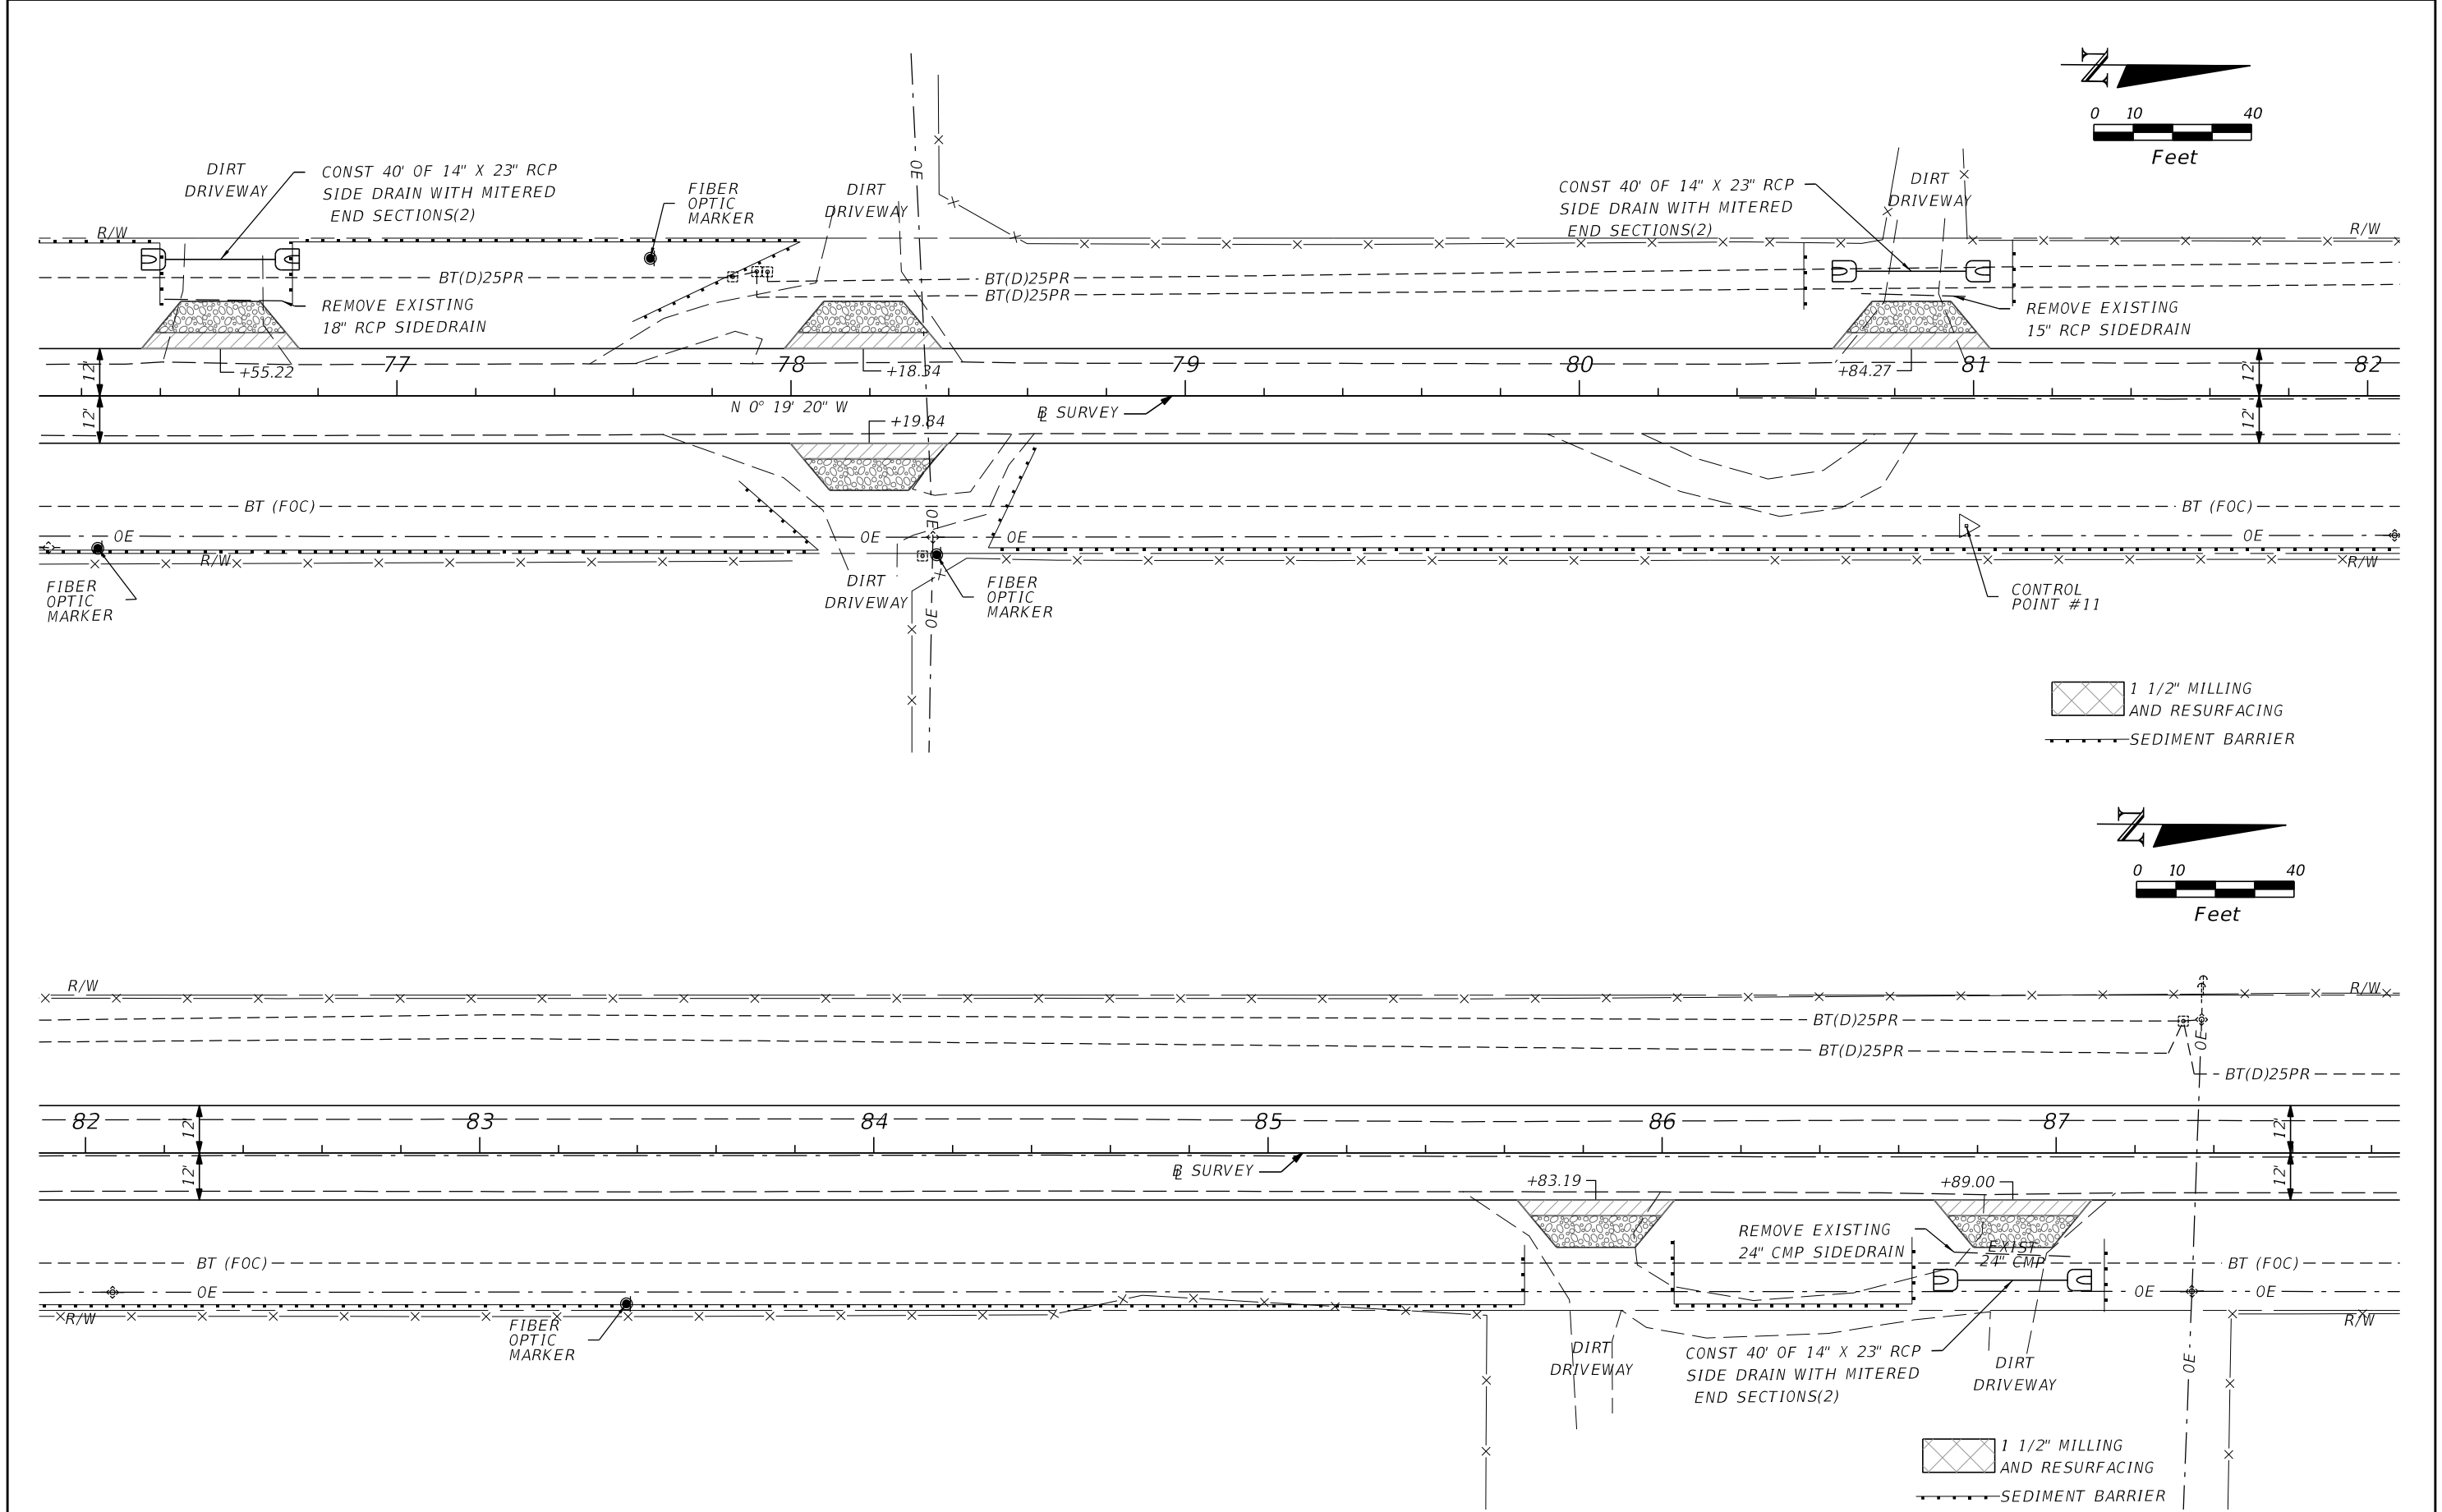 N
0 10 40
Feet
DIRT
DRIVEWAY
CONST 40' OF 14" X 23" RCP
SIDE DRAIN WITH MITERED
END SECTIONS(2)
FIBER
OPTIC
MARKER
DIRT
DRIVEWAY
OE
CONST 40' OF 14" X 23" RCP
SIDE DRAIN WITH MITERED
END SECTIONS(2)
DIRT
DRIVEWAY
R/W
R/W
BT(D)25PR
BT(D)25PR
BT(D)25PR
REMOVE EXISTING
18" RCP SIDEDRAIN
REMOVE EXISTING
15" RCP SIDEDRAIN
12'
+55.22
77
78
+18.34
79
80
+84.27
81
12'
82
12'
N 0° 19' 20" W
+19.84
BL SURVEY
12'
BT (FOC)
OE
BT (FOC)
OE
OE
OE
OE
R/W
R/W
FIBER
OPTIC
MARKER
DIRT
DRIVEWAY
OE
FIBER
OPTIC
MARKER
CONTROL
POINT #11
1 1/2" MILLING
AND RESURFACING
SEDIMENT BARRIER
N
0 10 40
Feet
R/W
R/W
BT(D)25PR
OE
BT(D)25PR
BT(D)25PR
82
12'
83
84
85
86
87
12'
12'
BL SURVEY
+83.19
+89.00
12'
REMOVE EXISTING
24" CMP SIDEDRAIN
EXIST
24" CMP
BT (FOC)
BT (FOC)
OE
OE
OE
R/W
R/W
FIBER
OPTIC
MARKER
DIRT
DRIVEWAY
CONST 40' OF 14" X 23" RCP
SIDE DRAIN WITH MITERED
END SECTIONS(2)
DIRT
DRIVEWAY
OE
1 1/2" MILLING
AND RESURFACING
SEDIMENT BARRIER